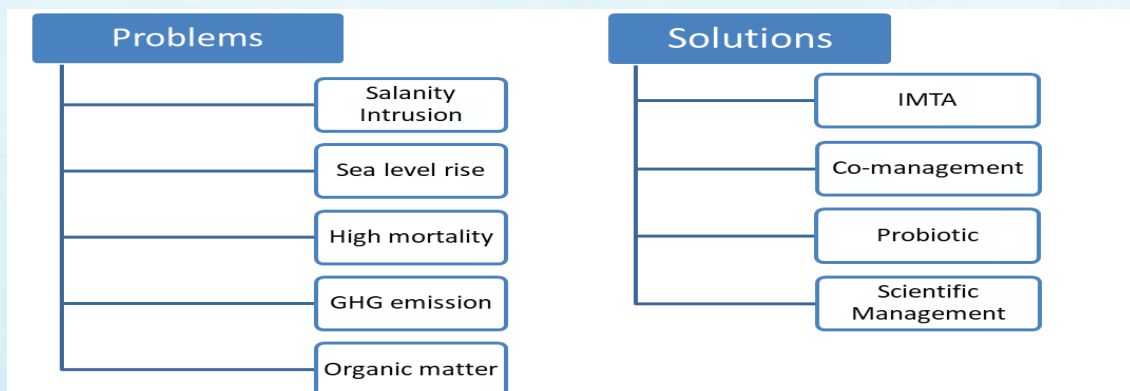 Problems
Salanity
Intrusion
Sea level rise
High mortality
GHG emission
Organic matter
Solutions
IMTA
Co-management
Probiotic
Scientific
Management